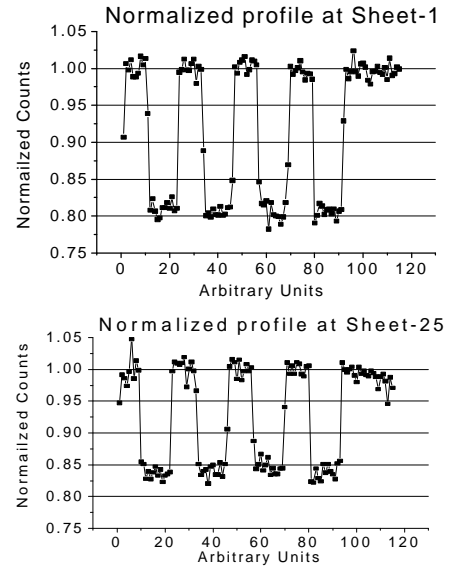 Normalized profile at Sheet-1
1.05
1.00
0.95
0.90
0.85
0.80
0.75
Normailzed Counts
0 20 40 60 80 100 120
Arbitrary Units
Normalized profile at Sheet-25
1.05
1.00
0.95
0.90
0.85
0.80
0.75
Normailzed Counts
0 20 40 60 80 100 120
Arbitrary Units